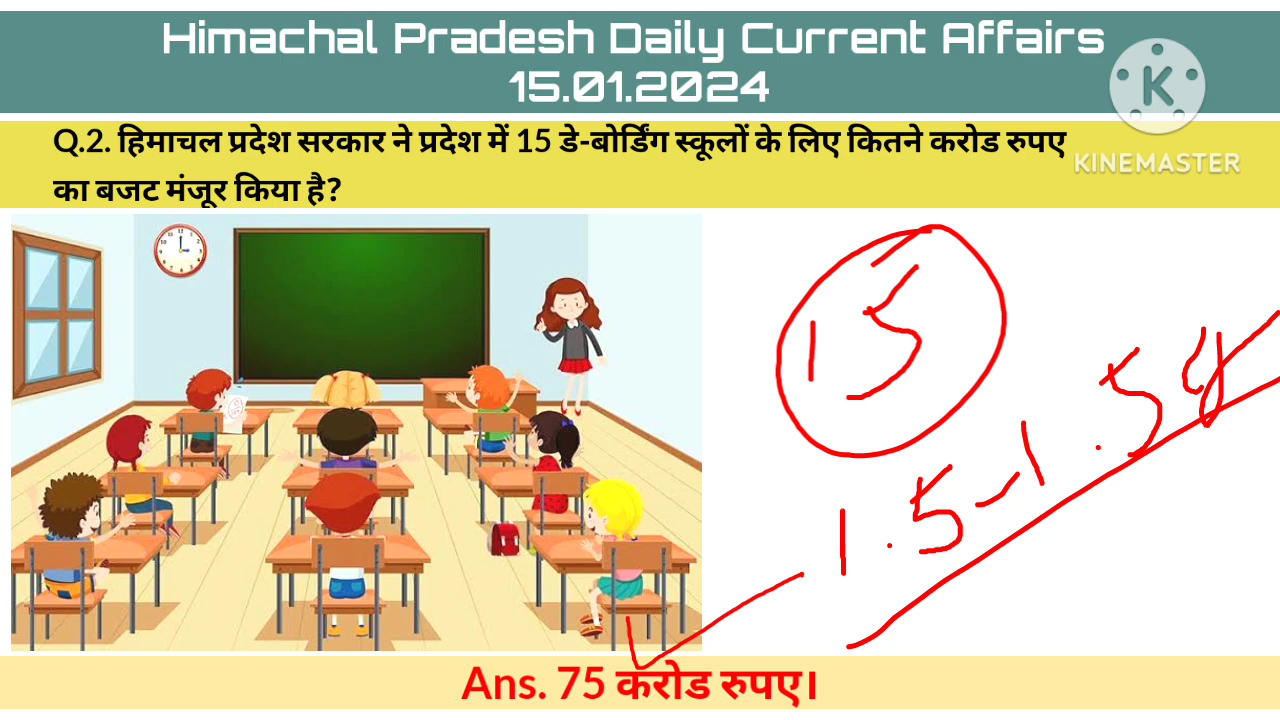 Himachal Pradesh Daily Current Affairs
15.01.2024
K
KINEMASTER
Q.2. हिमाचल प्रदेश सरकार ने प्रदेश में 15 डे-बोर्डिंग स्कूलों के लिए कितने करोड रुपए
का बजट मंजूर किया है?
15
1.5-1.5
Ans. 75 करोड रुपए।